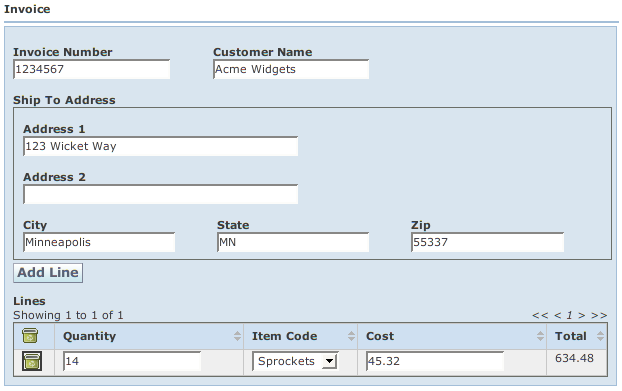 Invoice
Invoice Number Customer Name
1234567 Acme Widgets
Ship To Address
Address 1
123 Wicket Way
Address 2
City State Zip
Minneapolis MN 55337
Add Line
Lines
Showing 1 to 1 of 1 << < 1 > >>
Quantity Item Code Cost Total
14 Sprockets 45.32 634.48